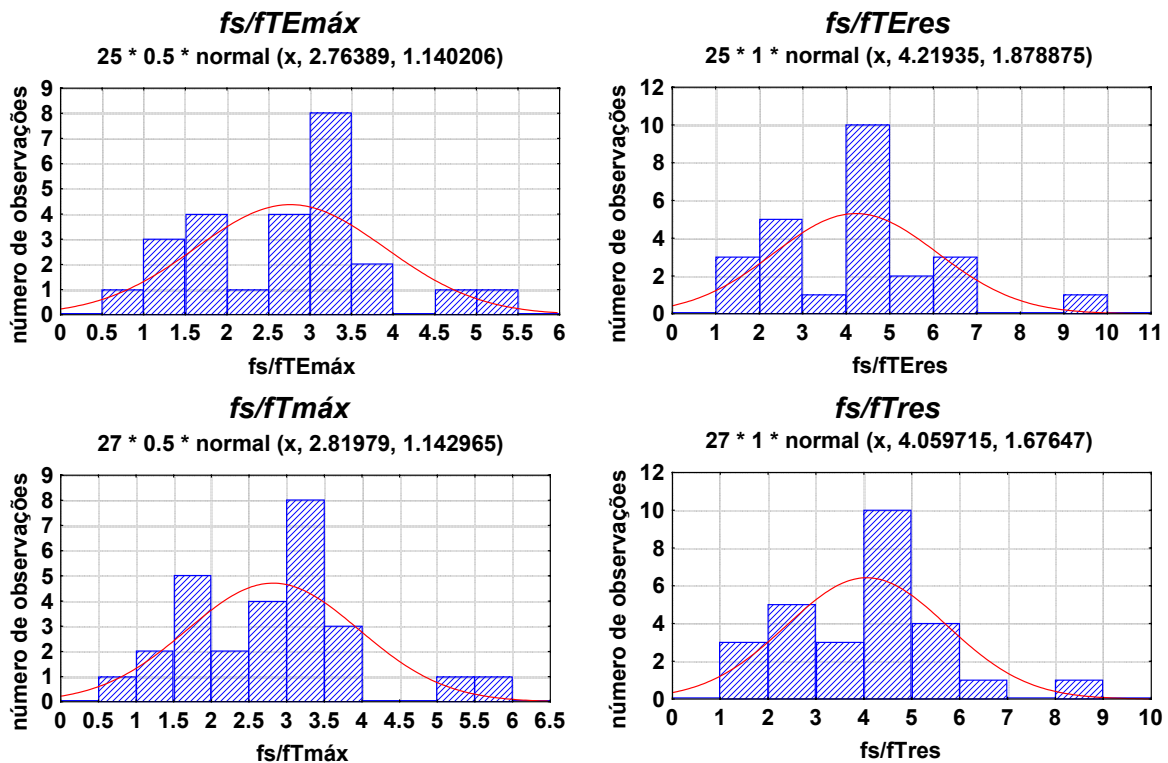 fs/fTEmáx
25 * 0.5 * normal (x, 2.76389, 1.140206)
número de observações
9
8
7
6
5
4
3
2
1
0
0 0.5 1 1.5 2 2.5 3 3.5 4 4.5 5 5.5 6
fs/fTEmáx
fs/fTEres
25 * 1 * normal (x, 4.21935, 1.878875)
número de observações
12
10
8
6
4
2
0
0 1 2 3 4 5 6 7 8 9 10 11
fs/fTEres
fs/fTmáx
27 * 0.5 * normal (x, 2.81979, 1.142965)
número de observações
9
8
7
6
5
4
3
2
1
0
0 0.5 1 1.5 2 2.5 3 3.5 4 4.5 5 5.5 6 6.5
fs/fTmáx
fs/fTres
27 * 1 * normal (x, 4.059715, 1.67647)
número de observações
12
10
8
6
4
2
0
0 1 2 3 4 5 6 7 8 9 10
fs/fTres